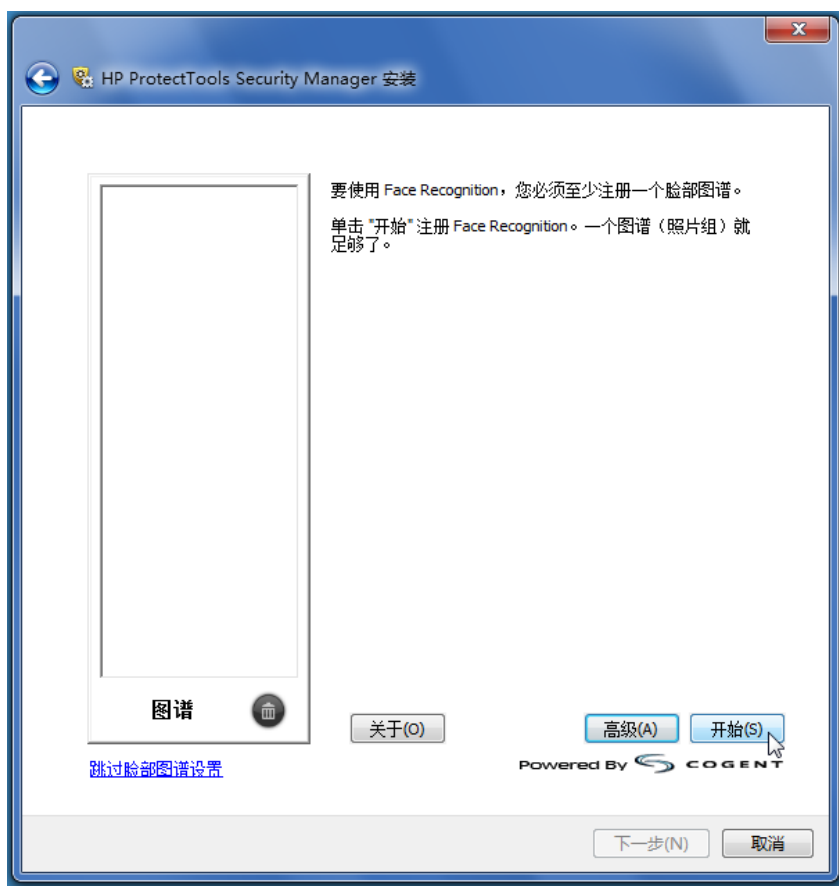 HP ProtectTools Security Manager 安装
要使用 Face Recognition，您必须至少注册一个脸部图谱。
单击 "开始" 注册 Face Recognition。一个图谱（照片组）就
足够了。
图谱
关于(O)
高级(A)
开始(S)
跳过脸部图谱设置
Powered By COGENT
下一步(N)
取消